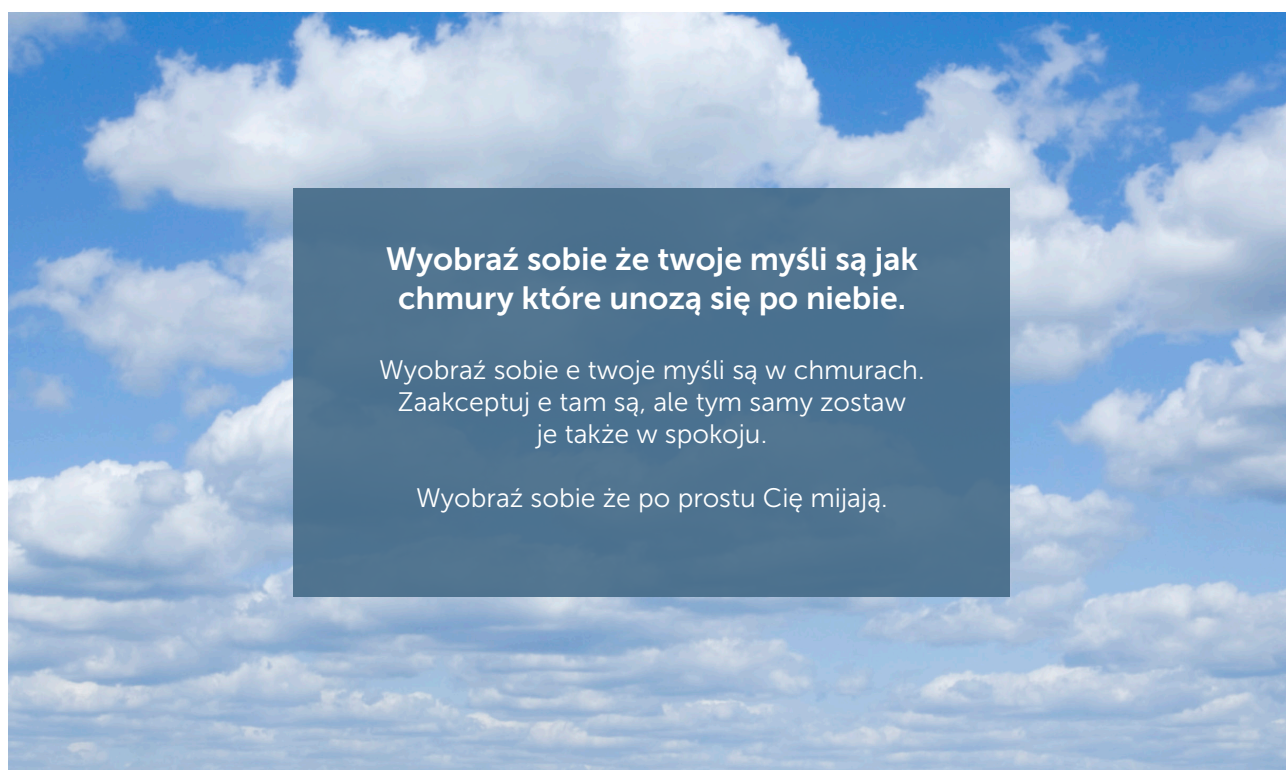 Wyobraź sobie że twoje myśli są jak
chmury które unozą się po niebie.
Wyobraź sobie e twoje myśli są w chmurach.
Zaakceptuj e tam są, ale tym samy zostaw
je także w spokoju.
Wyobraź sobie że po prostu Cię mijają.